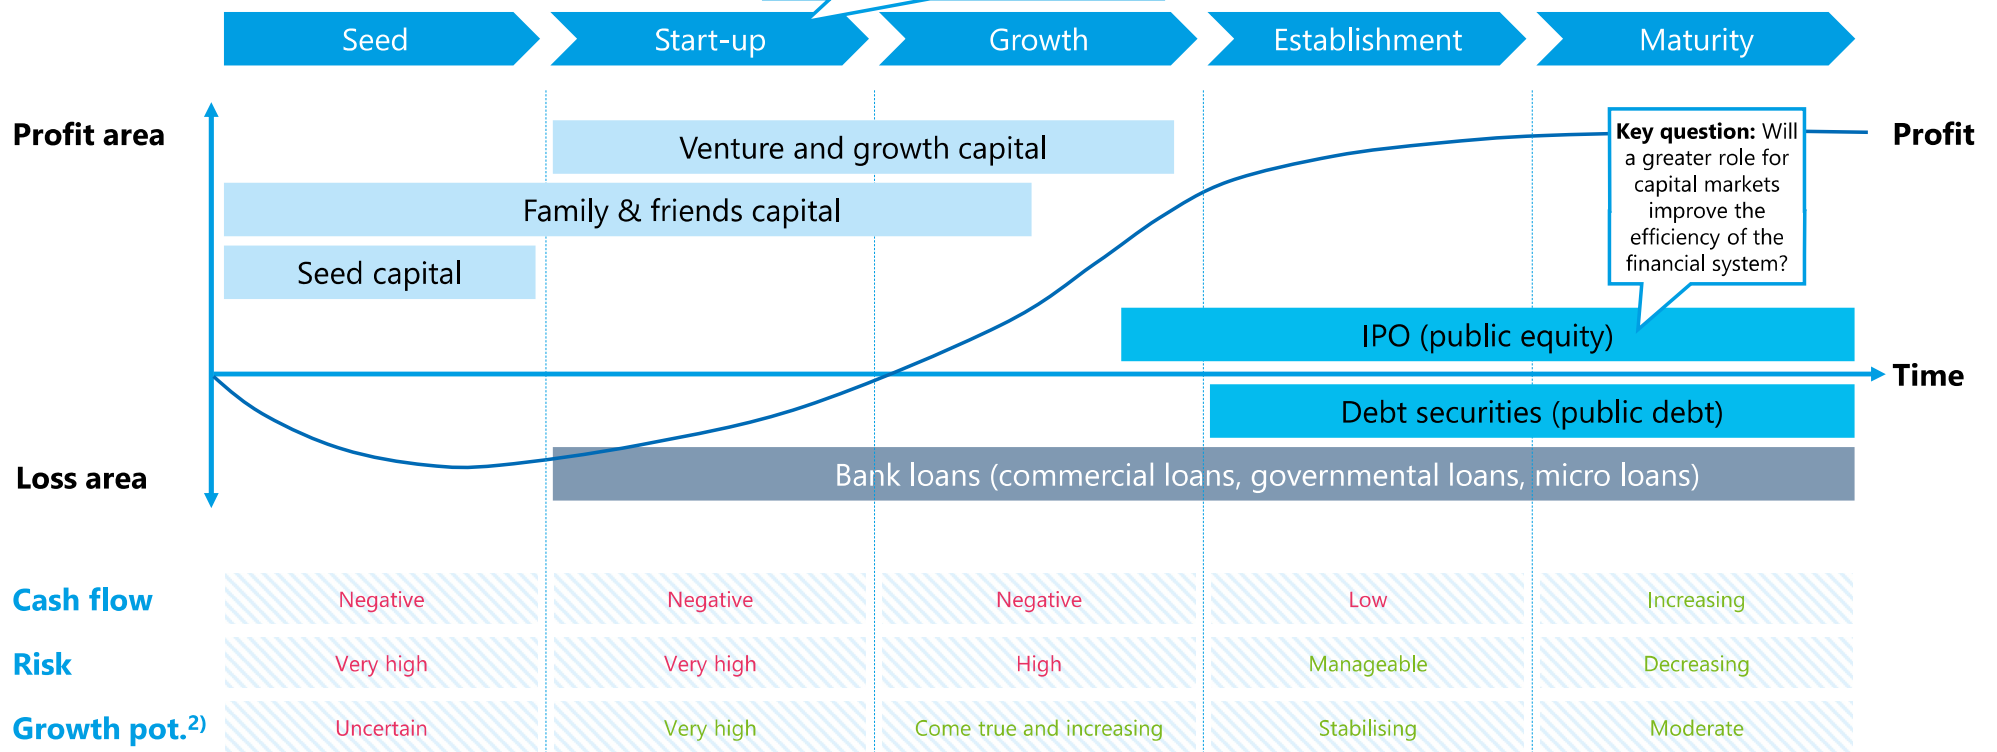 Seed
Start-up
Growth
Establishment
Maturity
Profit area
Venture and growth capital
Family & friends capital
Seed capital
Key question: Will
a greater role for
capital markets
improve the
efficiency of the
financial system?
Profit
IPO (public equity)
Time
Debt securities (public debt)
Loss area
Bank loans (commercial loans, governmental loans, micro loans)
Cash flow
Negative
Negative
Negative
Low
Increasing
Risk
Very high
Very high
High
Manageable
Decreasing
Growth pot.2)
Uncertain
Very high
Come true and increasing
Stabilising
Moderate